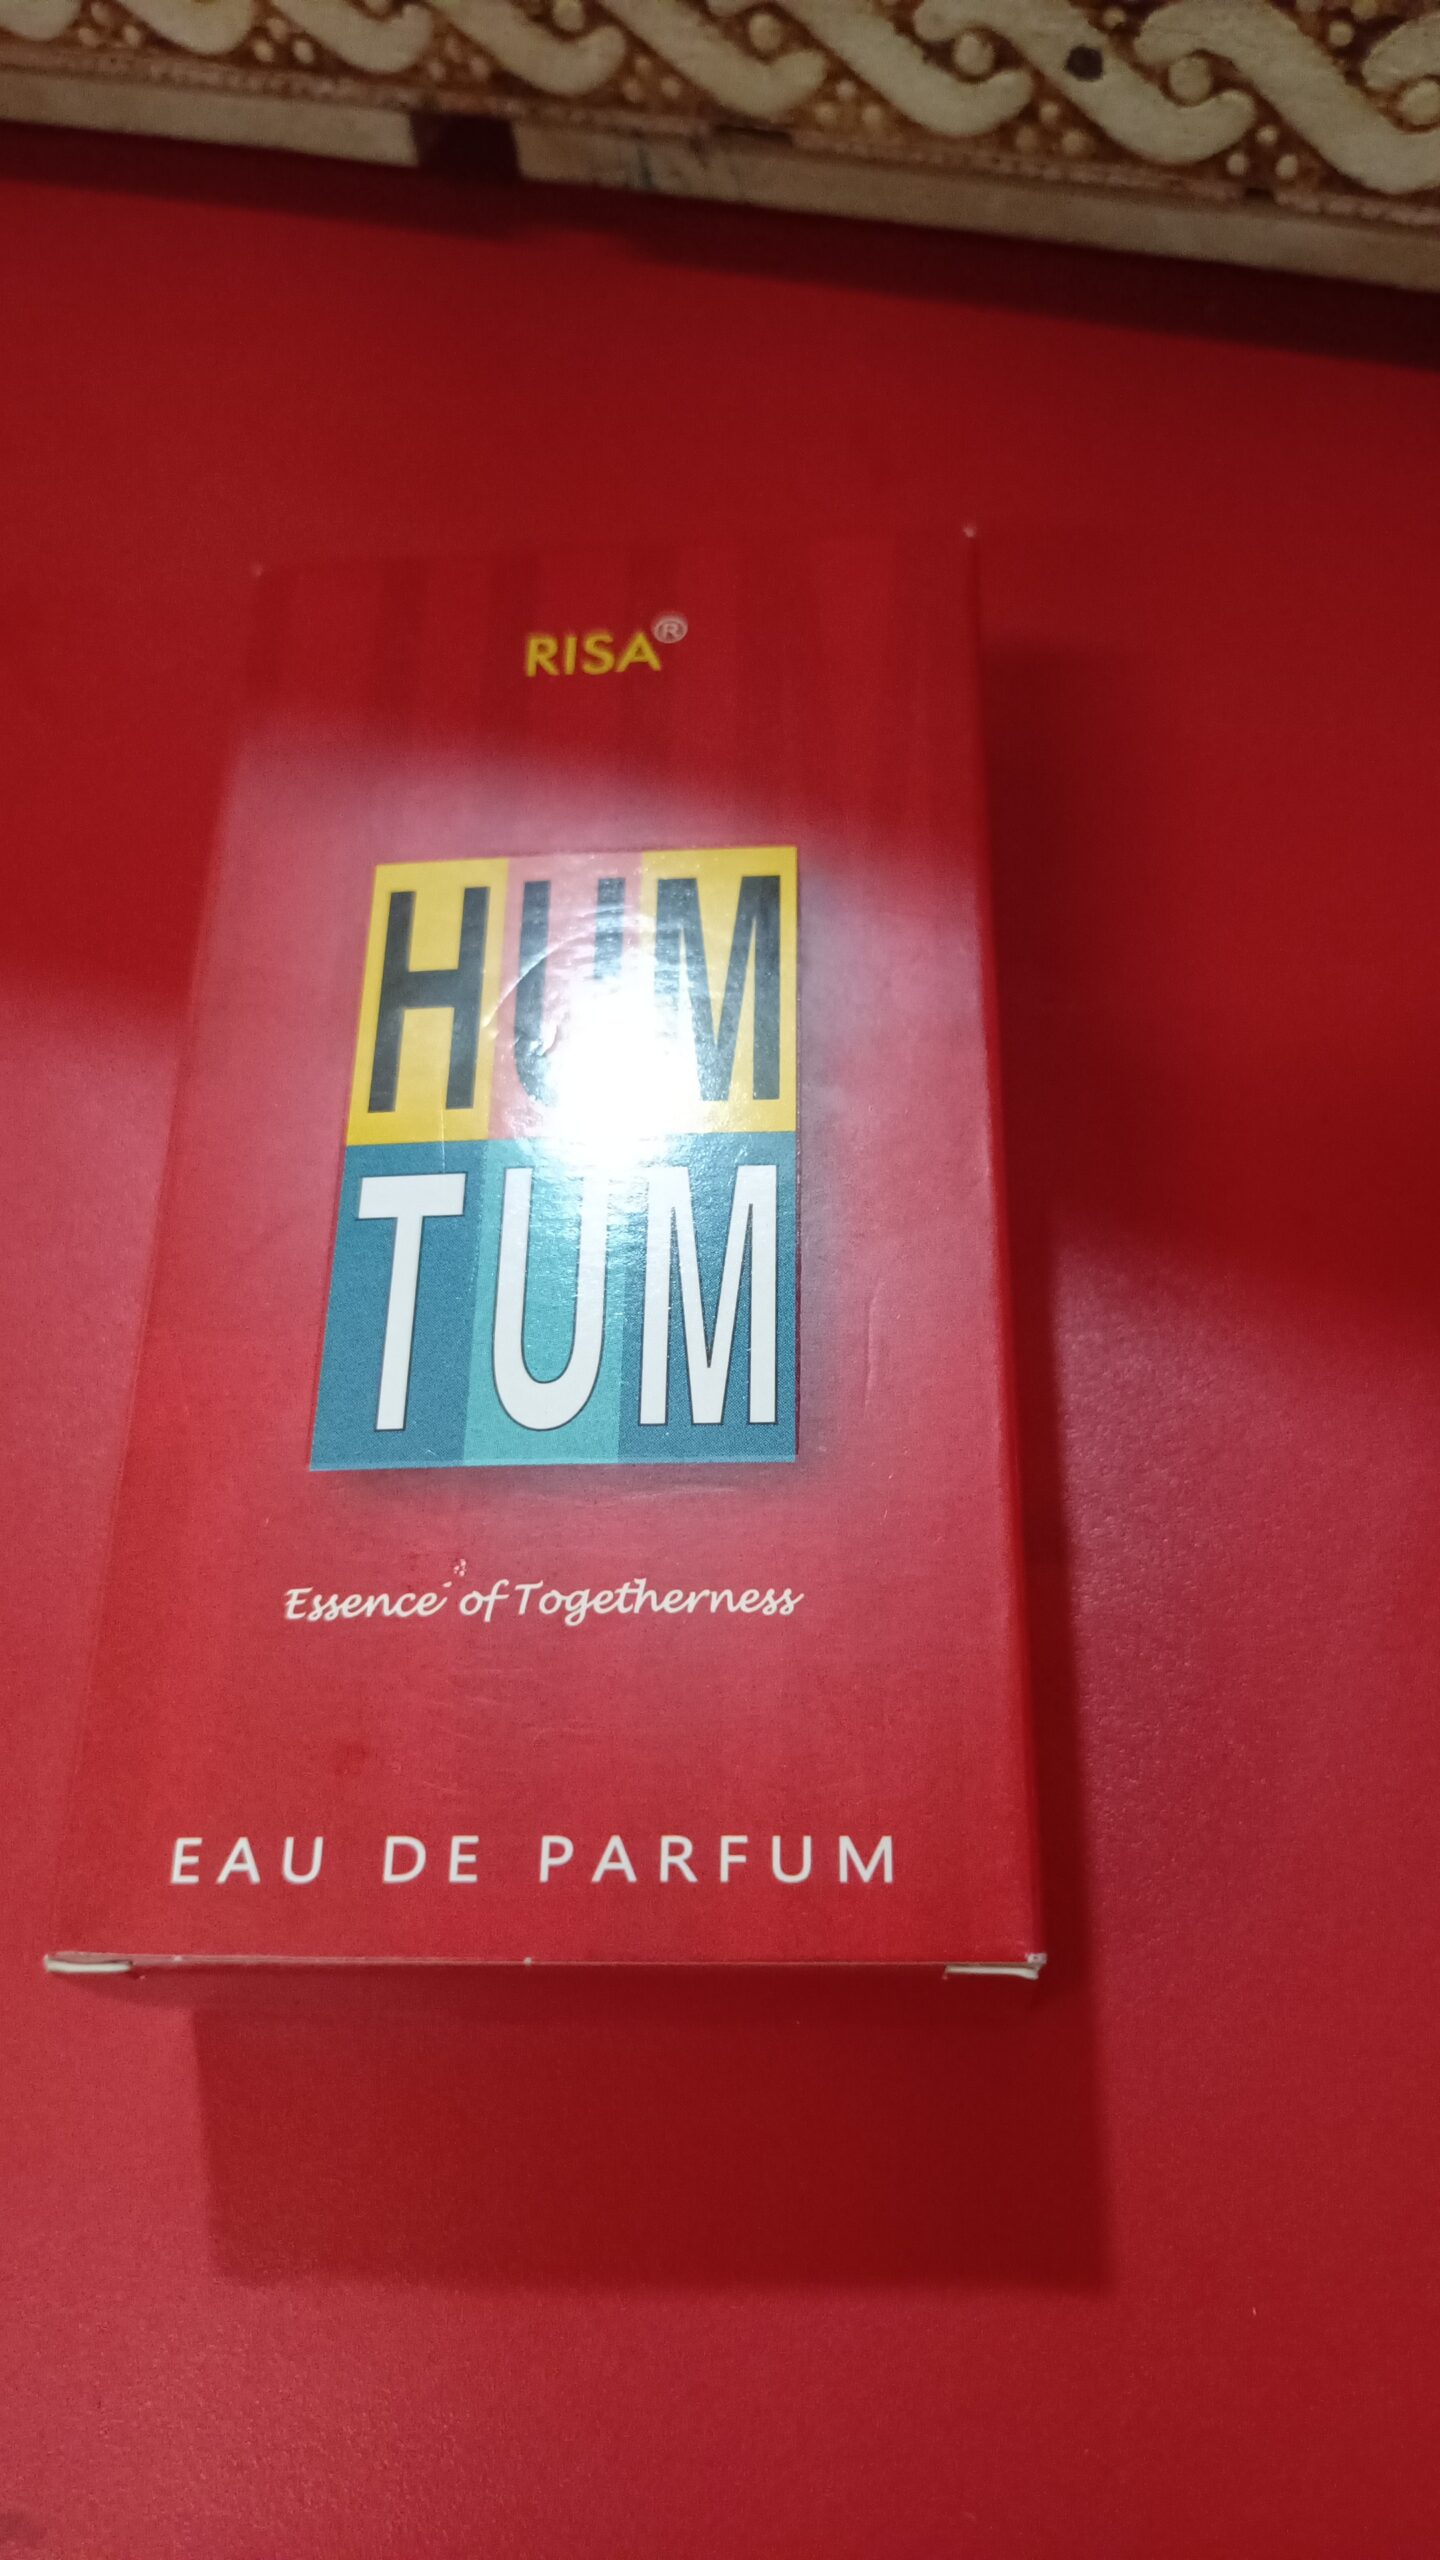 RISA®
HUM
TUM
Essence of Togetherness
EAU DE PARFUM